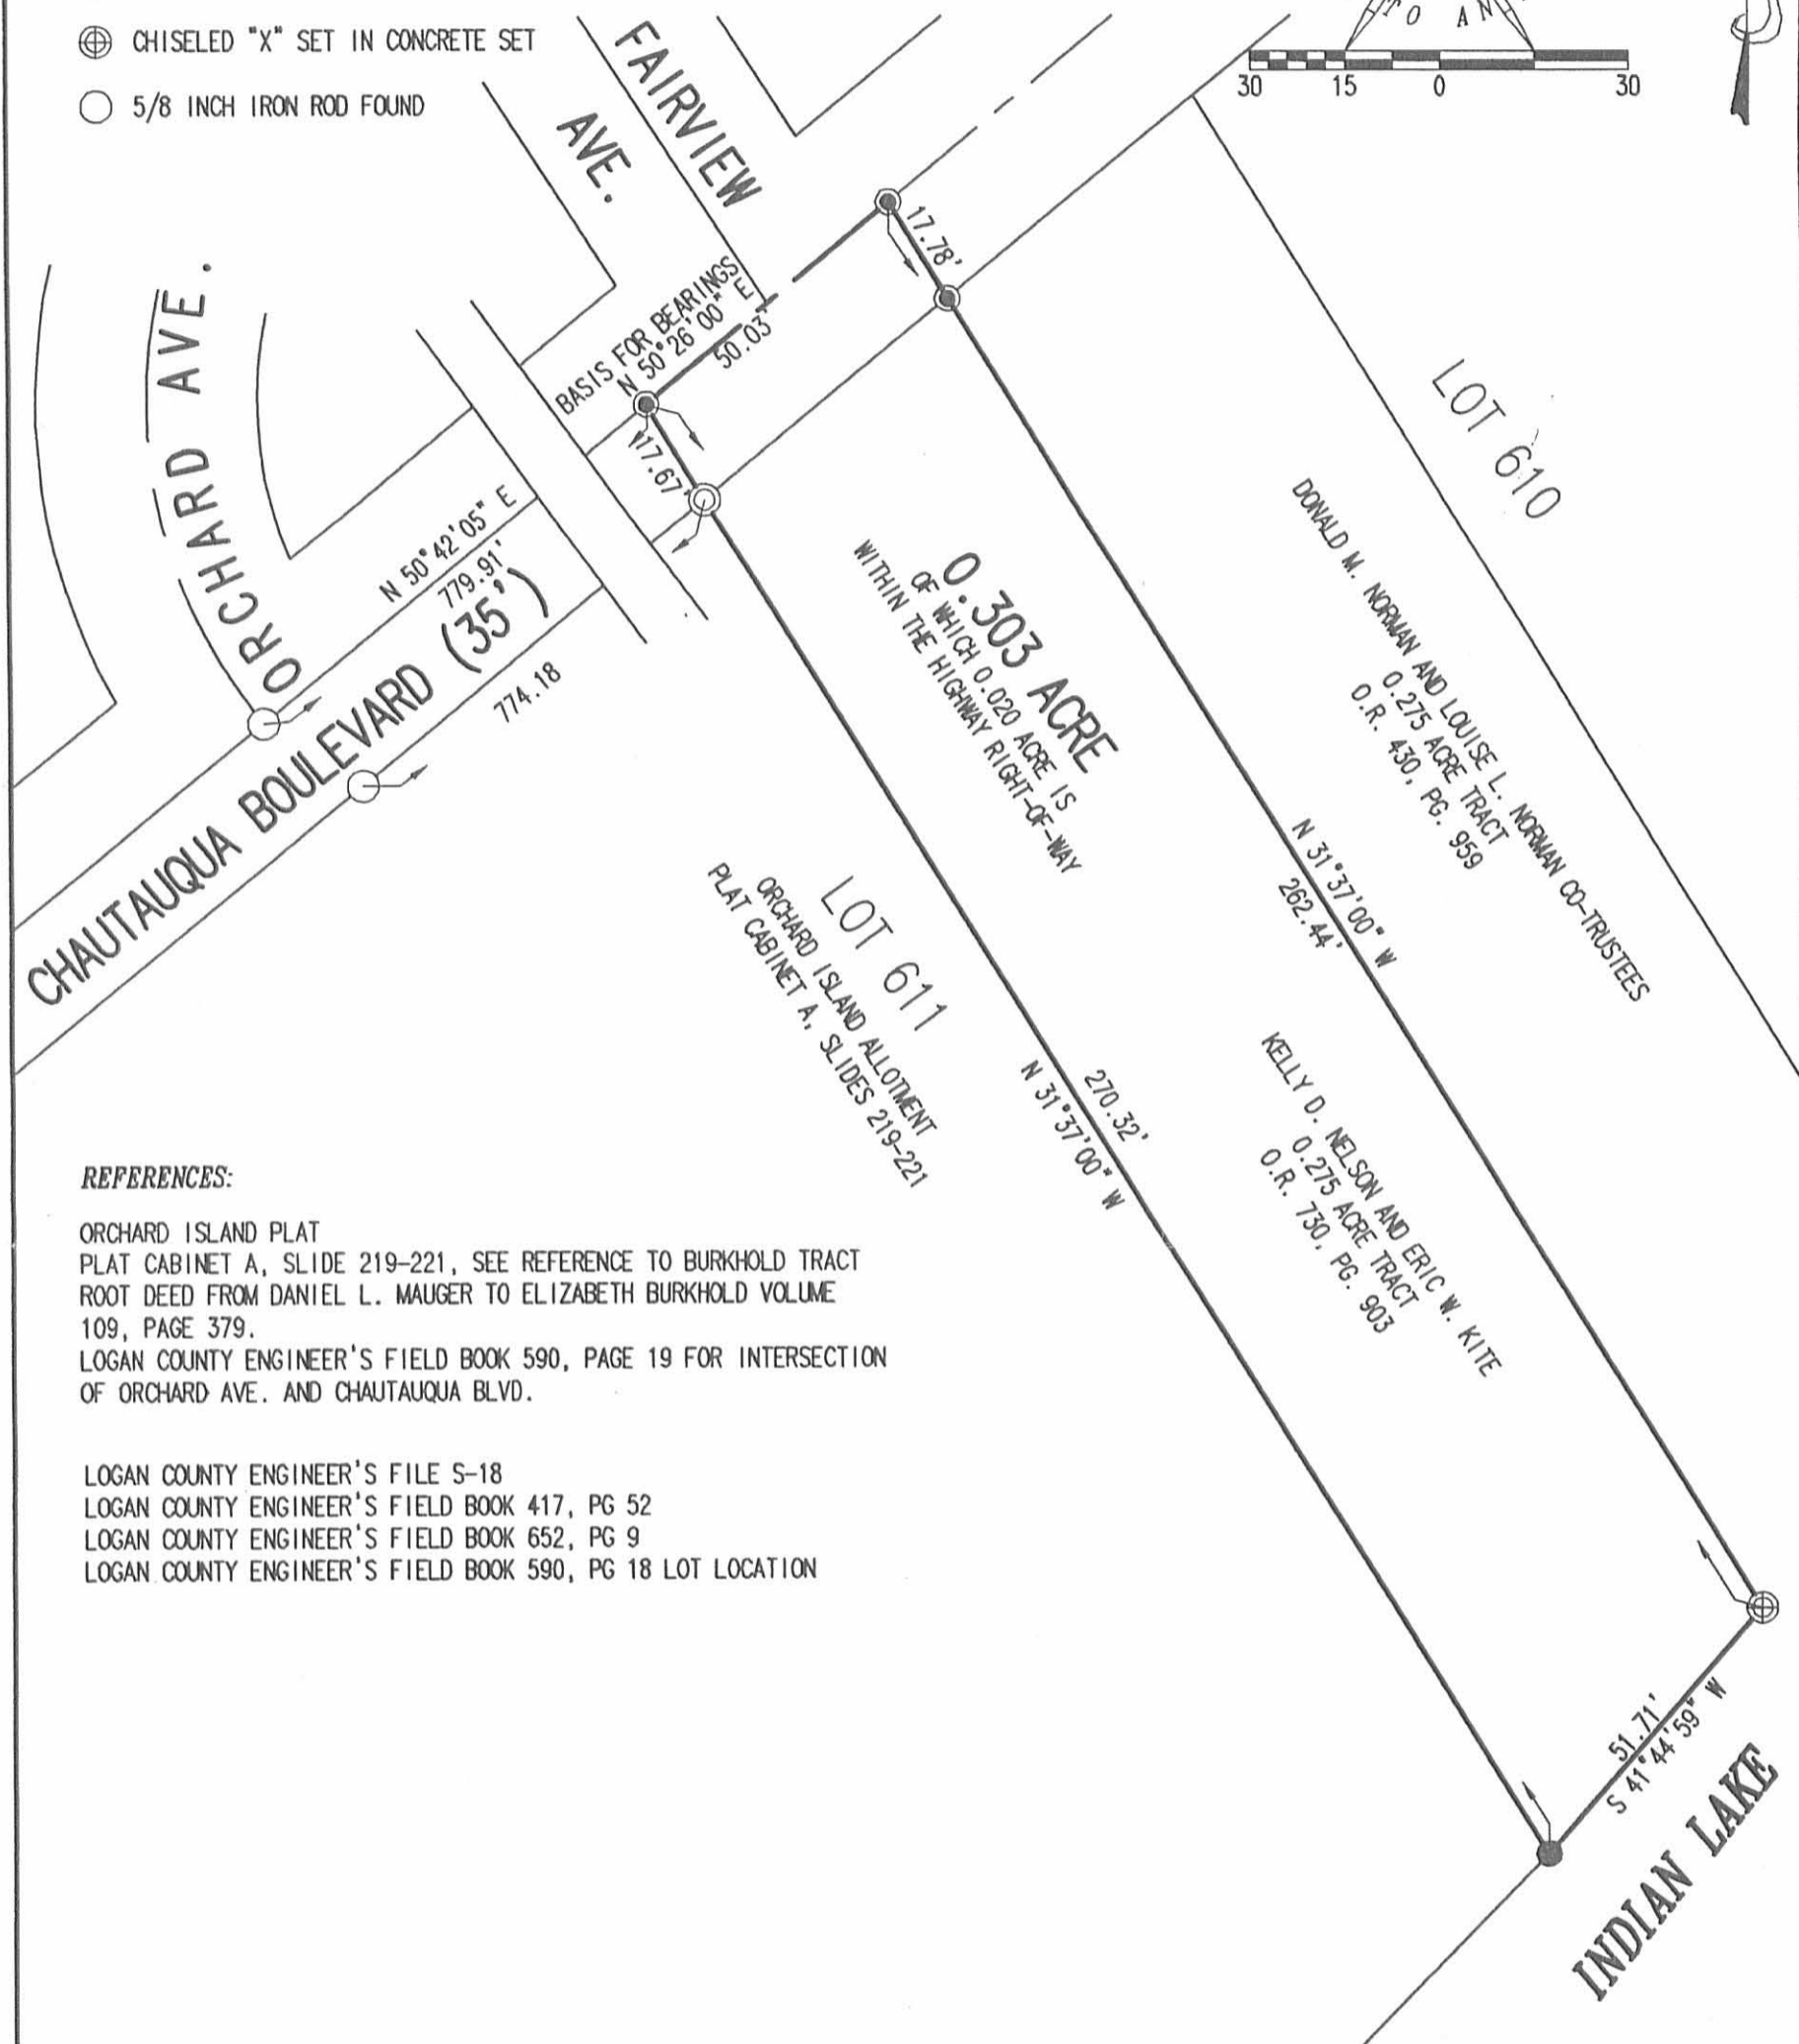 CHISELED "X" SET IN CONCRETE SET
5/8 INCH IRON ROD FOUND
TO AN
30 15 0 30
FAIRVIEW
AVE.
ORCHARD AVE.
BASIS FOR BEARINGS
N 50°26'00" E
50.03'
17.78'
17.67'
N 50°42'05" E
779.91'
CHAUTAUQUA BOULEVARD (35')
774.18
0.303 ACRE
OF WHICH 0.020 ACRE IS
WITHIN THE HIGHWAY RIGHT-OF-WAY
LOT 610
DONALD M. NORMAN AND LOUISE L. NORMAN CO-TRUSTEES
0.275 ACRE TRACT
O.R. 430, PG. 959
N 31°37'00" W
262.44'
LOT 611
ORCHARD ISLAND ALLOTMENT
PLAT CABINET A, SLIDES 219-221
270.32'
N 31°37'00" W
KELLY D. NELSON AND ERIC W. KITE
0.275 ACRE TRACT
O.R. 730, PG. 903
REFERENCES:
ORCHARD ISLAND PLAT
PLAT CABINET A, SLIDE 219-221, SEE REFERENCE TO BURKHOLD TRACT
ROOT DEED FROM DANIEL L. MAUGER TO ELIZABETH BURKHOLD VOLUME
109, PAGE 379.
LOGAN COUNTY ENGINEER'S FIELD BOOK 590, PAGE 19 FOR INTERSECTION
OF ORCHARD AVE. AND CHAUTAUQUA BLVD.
LOGAN COUNTY ENGINEER'S FILE S-18
LOGAN COUNTY ENGINEER'S FIELD BOOK 417, PG 52
LOGAN COUNTY ENGINEER'S FIELD BOOK 652, PG 9
LOGAN COUNTY ENGINEER'S FIELD BOOK 590, PG 18 LOT LOCATION
51.71'
S 41°44'59" W
INDIAN LAKE